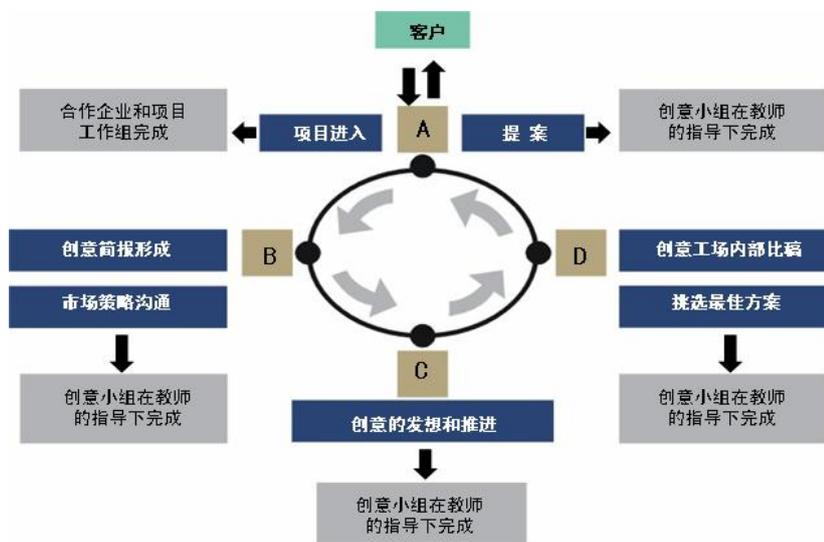 客户
合作企业和项目
工作组完成
项目进入
A
提 案
创意小组在教师
的指导下完成
创意简报形成
B
D
创意工场内部比稿
市场策略沟通
挑选最佳方案
C
创意小组在教师
的指导下完成
创意的发想和推进
创意小组在教师
的指导下完成
创意小组在教师
的指导下完成